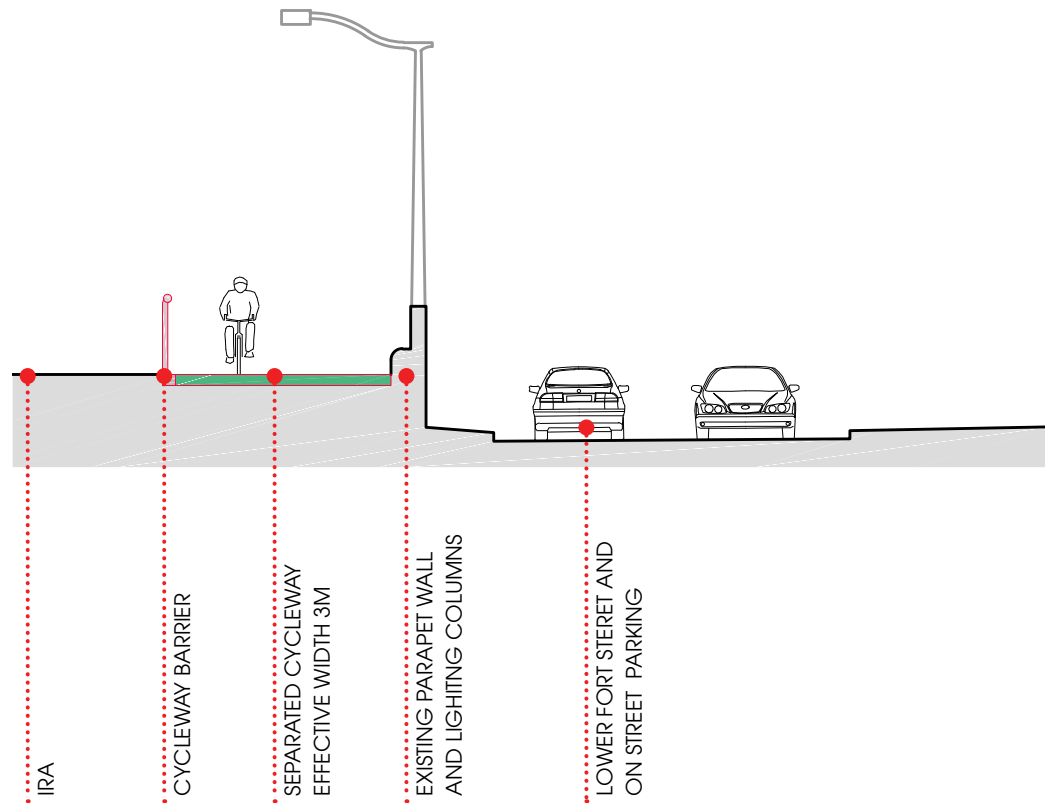 IRA
CYCLEWAY BARRIER
SEPARATED CYCLEWAY
EFFECTIVE WIDTH 3M
EXISTING PARAPET WALL
AND LIGHITNG COLUMNS
LOWER FORT STERET AND
ON STREET PARKING